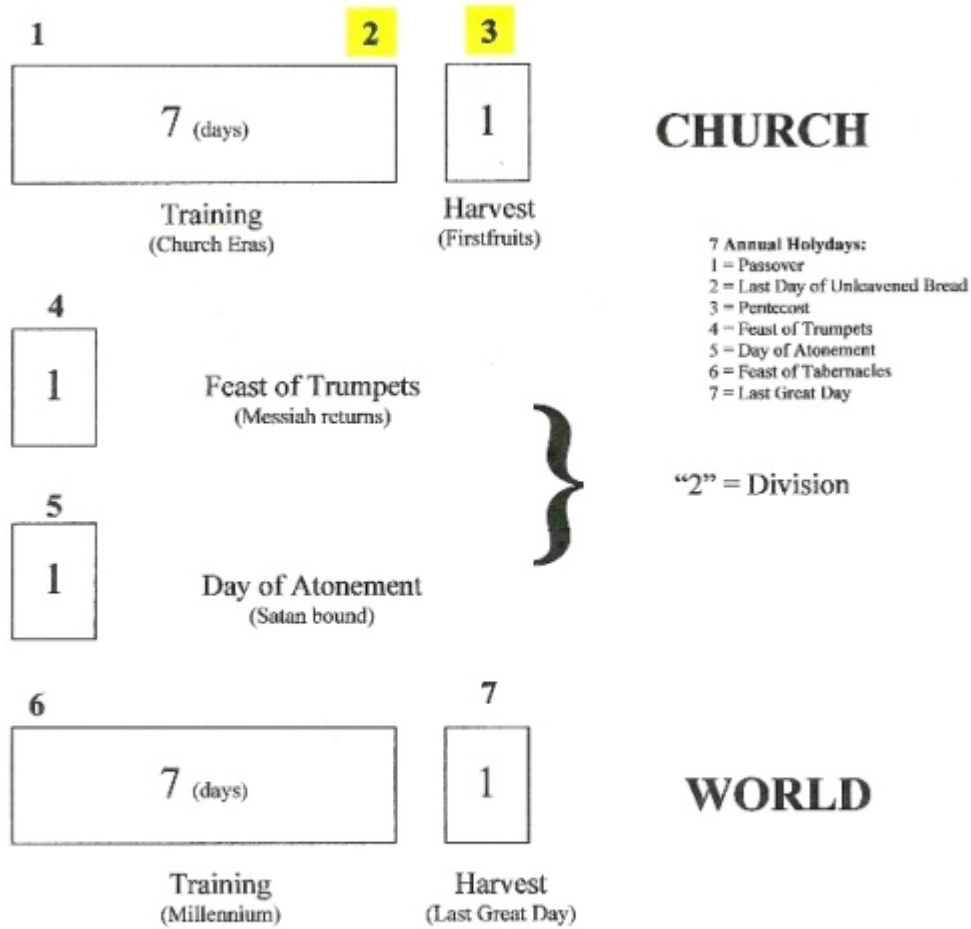 1
2
3
7 (days)
1
CHURCH
Training
(Church Eras)
Harvest
(Firstfruits)
7 Annual Holydays:
1 = Passover
2 = Last Day of Unleavened Bread
3 = Pentecost
4 = Feast of Trumpets
5 = Day of Atonement
6 = Feast of Tabernacles
7 = Last Great Day
4
1
Feast of Trumpets
(Messiah returns)
“2” = Division
5
1
Day of Atonement
(Satan bound)
6
7
7 (days)
1
WORLD
Training
(Millennium)
Harvest
(Last Great Day)